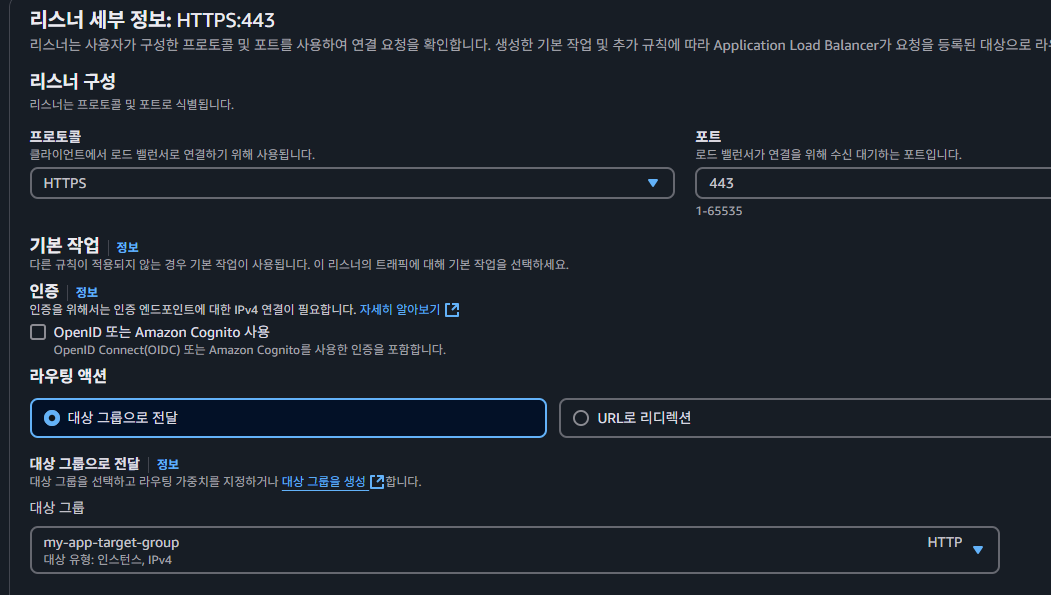 리스너 세부 정보: HTTPS:443
리스너는 사용자가 구성한 프로토콜 및 포트를 사용하여 연결 요청을 확인합니다. 생성한 기본 작업 및 추가 규칙에 따라 Application Load Balancer가 요청을 등록된 대상으로
리스너 구성
리스너는 프로토콜 및 포트로 식별됩니다.
프로토콜
클라이언트에서 로드 밸런서로 연결하기 위해 사용됩니다.
HTTPS
포트
로드 밸런서가 연결을 위해 수신 대기하는 포트입니다.
443
1-65535
기본 작업 정보
다른 규칙이 적용되지 않는 경우 기본 작업이 사용됩니다. 이 리스너의 트래픽에 대해 기본 작업을 선택하세요.
인증 정보
인증을 위해서는 인증 엔드포인트에 대한 IPv4 연결이 필요합니다. 자세히 알아보기
OpenID 또는 Amazon Cognito 사용
OpenID Connect(OIDC) 또는 Amazon Cognito를 사용한 인증을 포함합니다.
라우팅 액션
대상 그룹으로 전달
URL로 리디렉션
대상 그룹으로 전달 정보
대상 그룹을 선택하고 라우팅 가중치를 지정하거나 대상 그룹을 생성합니다.
대상 그룹
my-app-target-group HTTP
대상 유형: 인스턴스, IPv4